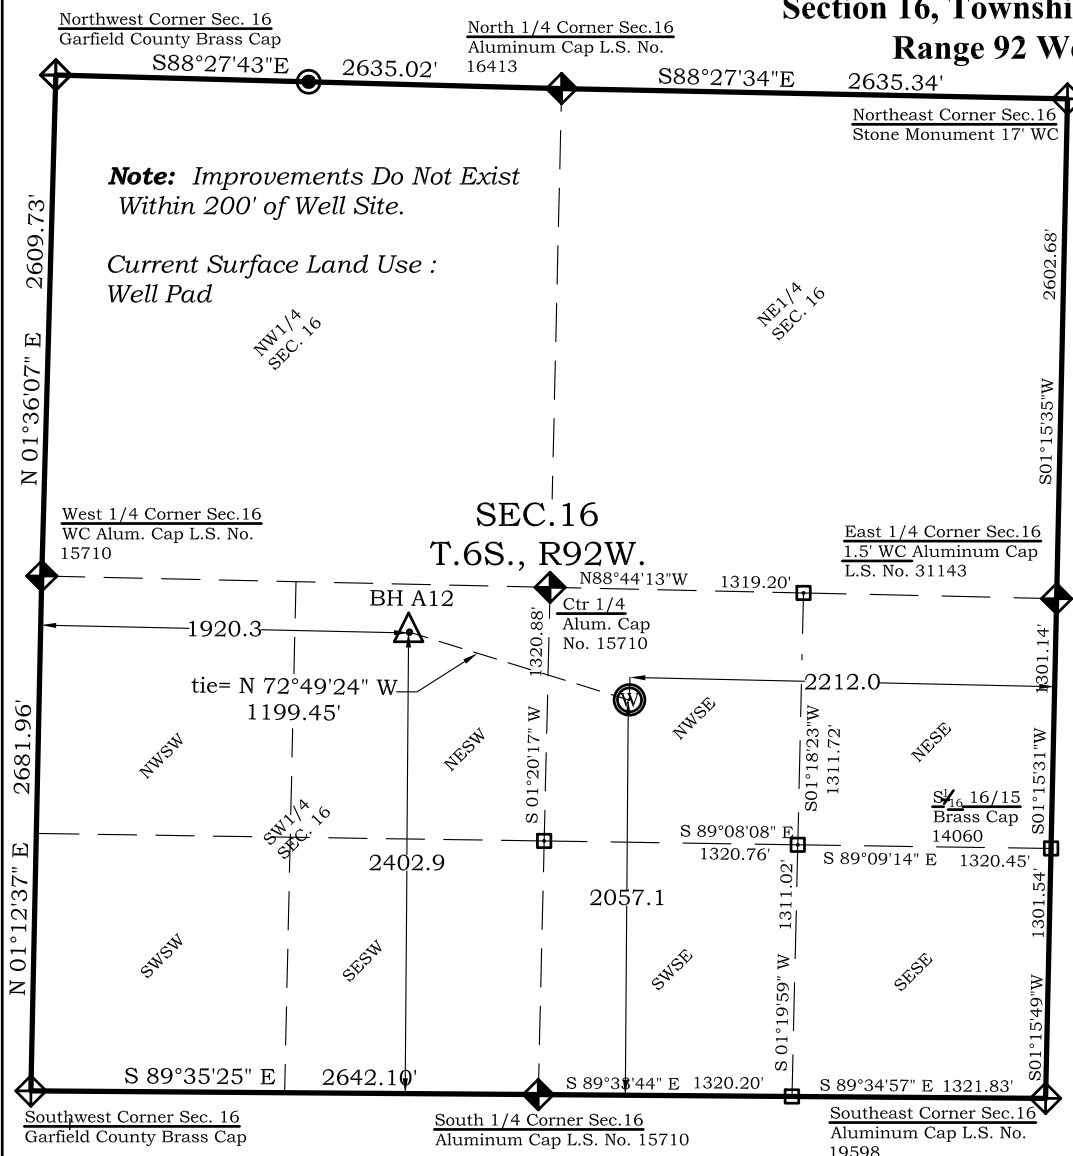 Section 16, Townshi
Range 92 We
Northwest Corner Sec. 16
Garfield County Brass Cap
North 1/4 Corner Sec.16
Aluminum Cap L.S. No.
16413
S88°27'43"E 2635.02'
S88°27'34"E 2635.34'
Northeast Corner Sec.16
Stone Monument 17' WC
Note: Improvements Do Not Exist
Within 200' of Well Site.
Current Surface Land Use :
Well Pad
2609.73'
N 01°36'07" E
2602.68'
S01°15'35"W
NW1/4
SEC. 16
NE1/4
SEC. 16
SEC.16
T.6S., R92W.
West 1/4 Corner Sec.16
WC Alum. Cap L.S. No.
15710
East 1/4 Corner Sec.16
1.5' WC Aluminum Cap
L.S. No. 31143
N88°44'13"W 1319.20'
BH A12
Ctr 1/4
Alum. Cap
No. 15710
1320.88'
1301.14'
1920.3
tie= N 72°49'24" W
1199.45'
2212.0
W
2681.96'
NWSW
NESW
S 01°20'17" W
NWSE
S01°18'23"W
1311.72'
NESE
S01°15'31"W
S1/16 16/15
Brass Cap
14060
SW1/4
SEC. 16
S 89°08'08" E
1320.76'
S 89°09'14" E 1320.45'
2402.9
2057.1
N 01°12'37" E
1311.02'
1301.54'
SWSW
SESW
SWSE
SESE
S 01°19'59" W
S01°15'49"W
S 89°35'25" E 2642.10'
S 89°33'44" E 1320.20'
S 89°34'57" E 1321.83'
Southwest Corner Sec. 16
Garfield County Brass Cap
South 1/4 Corner Sec.16
Aluminum Cap L.S. No. 15710
Southeast Corner Sec.16
Aluminum Cap L.S. No.
19598